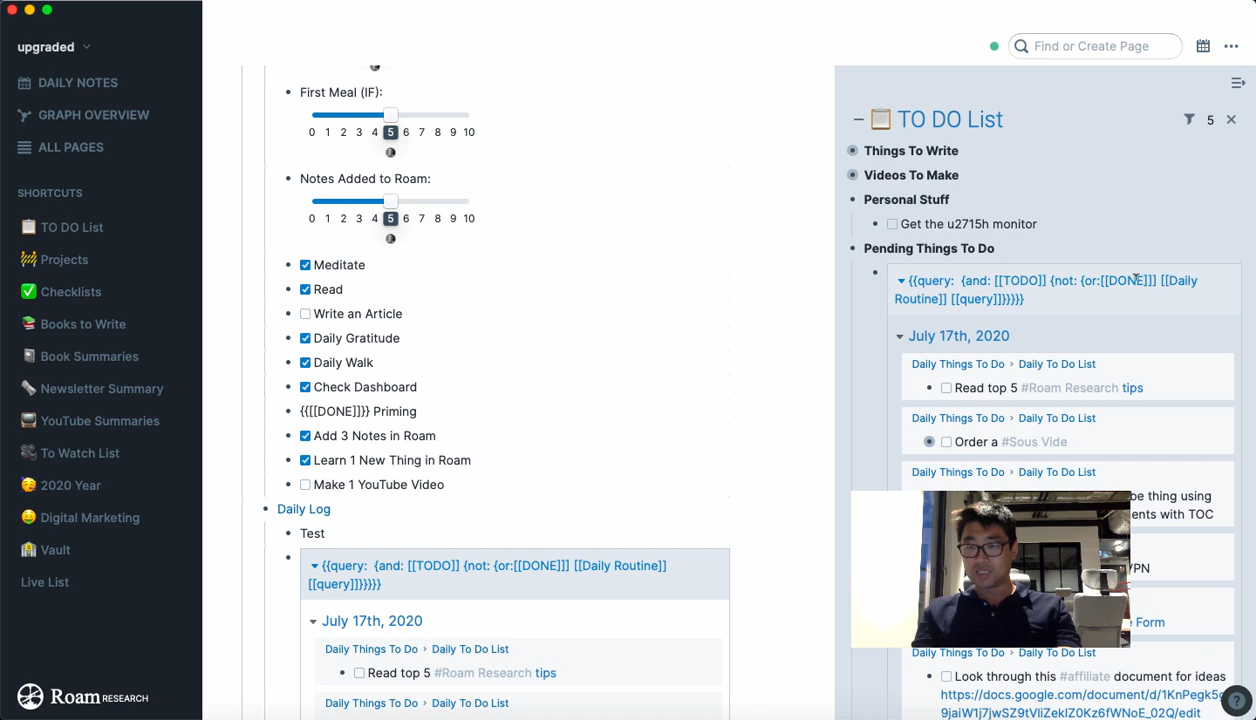 upgraded
DAILY NOTES
GRAPH OVERVIEW
ALL PAGES
SHORTCUTS
TO DO List
Projects
Checklists
Books to Write
Book Summaries
Newsletter Summary
YouTube Summaries
To Watch List
2020 Year
Digital Marketing
Vault
Live List
Roam RESEARCH
Find or Create Page
First Meal (IF):
0 1 2 3 4 5 6 7 8 9 10
Notes Added to Roam:
0 1 2 3 4 5 6 7 8 9 10
Meditate
Read
Write an Article
Daily Gratitude
Daily Walk
Check Dashboard
{{[[DONE]]}} Priming
Add 3 Notes in Roam
Learn 1 New Thing in Roam
Make 1 YouTube Video
Daily Log
Test
{{query: {and: [[TODO]] {not: {or:[[DONE]]] [[Daily Routine]]
[[query]]}}}}}
July 17th, 2020
Daily Things To Do › Daily To Do List
Read top 5 #Roam Research tips
Daily Things To Do › Daily To Do List
TO DO List
5
Things To Write
Videos To Make
Personal Stuff
Get the u2715h monitor
Pending Things To Do
{{query: {and: [[TODO]] {not: {or:[[DONE]]] [[Daily
Routine]] [[query]]}}}}}
July 17th, 2020
Daily Things To Do › Daily To Do List
Read top 5 #Roam Research tips
Daily Things To Do › Daily To Do List
Order a #Sous Vide
Daily Things To Do › Daily To Do List
be thing using
ents with TOC
VPN
e Form
Daily Things To Do › Daily To Do List
Look through this #affiliate document for ideas
https://docs.google.com/document/d/1KnPegk5
9jaiW1j7jwSZ9tVliZeklZ0Kz6fWNoE_02Q/edit